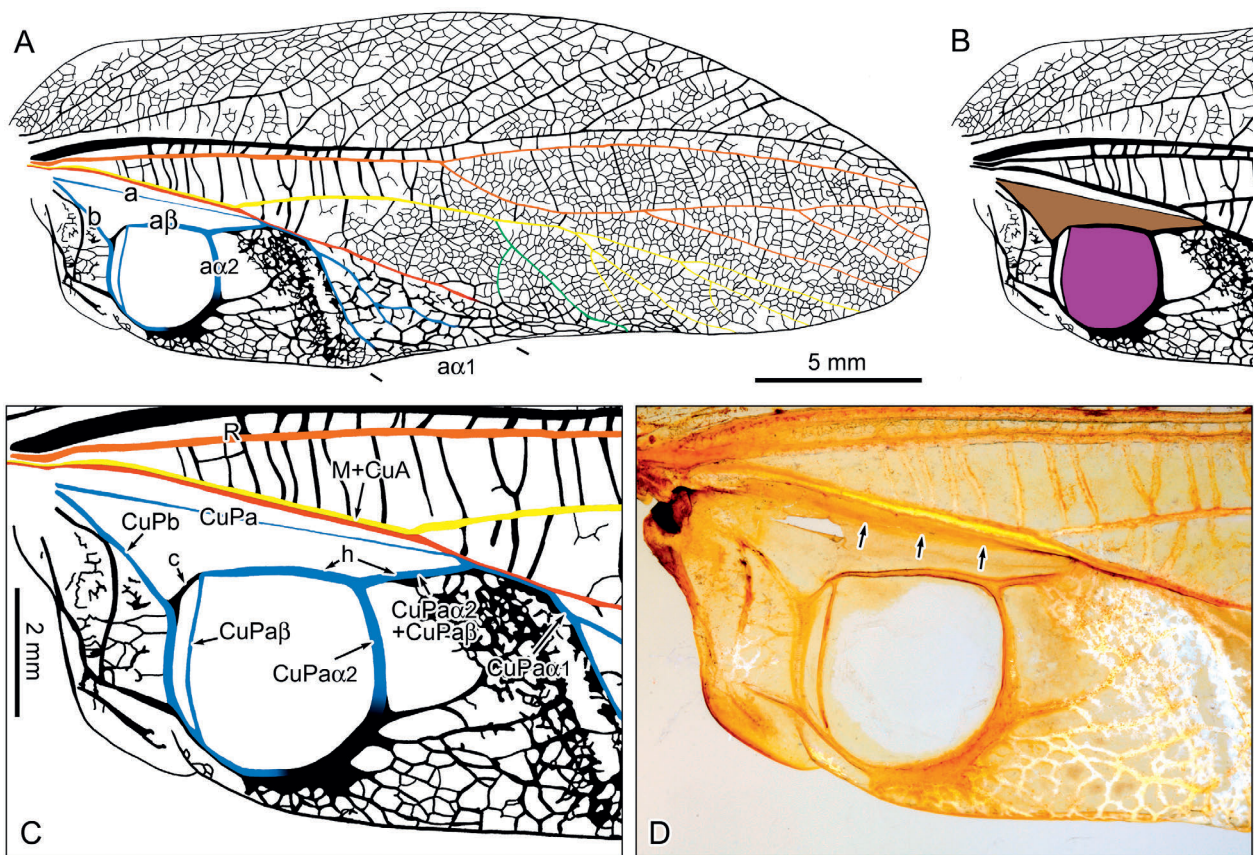 A
B
a
b
aβ
aα2
aα1
5 mm
R
M+CuA
CuPb
CuPa
c
h
CuPaα2
+CuPaβ
CuPaβ
CuPaα1
CuPaα2
2 mm
C
D